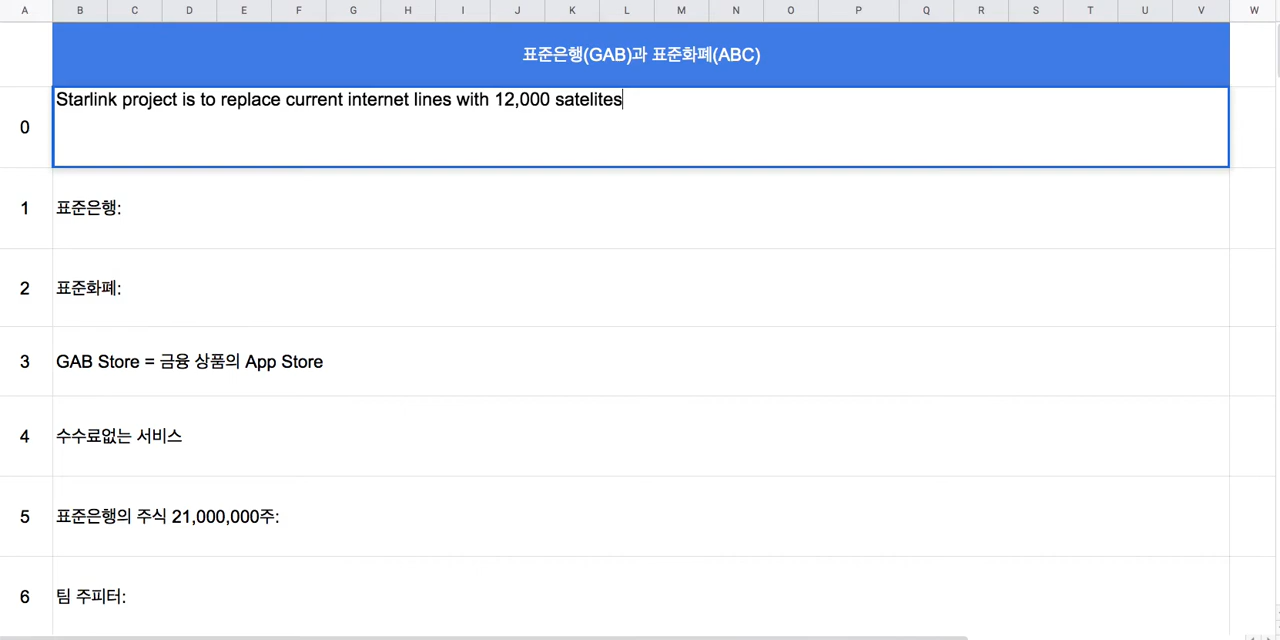 A B C D E F G H I J K L M N O P Q R S T U V W
표준은행(GAB)과 표준화폐(ABC)
0 Starlink project is to replace current internet lines with 12,000 satelites
1 표준은행:
2 표준화폐:
3 GAB Store = 금융 상품의 App Store
4 수수료없는 서비스
5 표준은행의 주식 21,000,000주:
6 팀 주피터: